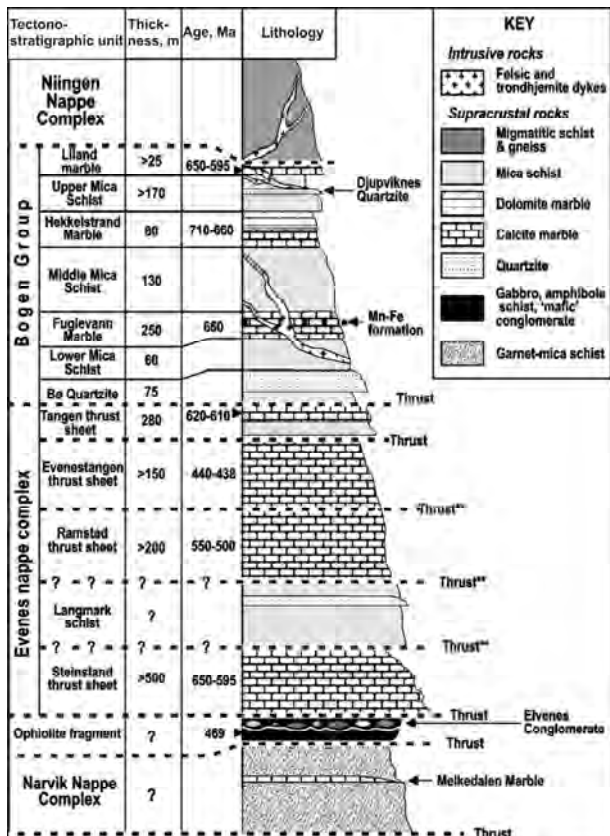 Tectono-
stratigraphic unit
Thick-
ness, m
Age, Ma
Lithology
Niingen
Nappe
Complex
Bogen Group
Liland
marble
>25
650-595
Upper Mica
Schist
>170
Djupviknes
Quartzite
Hekkelstrand
Marble
80
710-660
Middle Mica
Schist
130
Fuglevann
Marble
250
650
Mn-Fe
formation
Lower Mica
Schist
60
Bø Quartzite
75
Thrust
Evenes nappe complex
Tangen thrust
sheet
280
620-610
Thrust
Evenestangen
thrust sheet
>150
440-438
Thrust**
Ramstad
thrust sheet
>200
550-500
? ? ? ? Thrust**
Langmark
schist
?
? ? ? ? Thrust**
Steinsland
thrust sheet
>500
650-595
Thrust
Elvenes
Conglomerate
Ophiolite fragment
?
469
Thrust
Narvik Nappe
Complex
?
Melkedalen Marble
Thrust
KEY
Intrusive rocks
Felsic and
trondhjemite dykes
Supracrustal rocks
Migmatitic schist
& gneiss
Mica schist
Dolomite marble
Calcite marble
Quartzite
Gabbro, amphibole
schist, 'mafic'
conglomerate
Garnet-mica schist